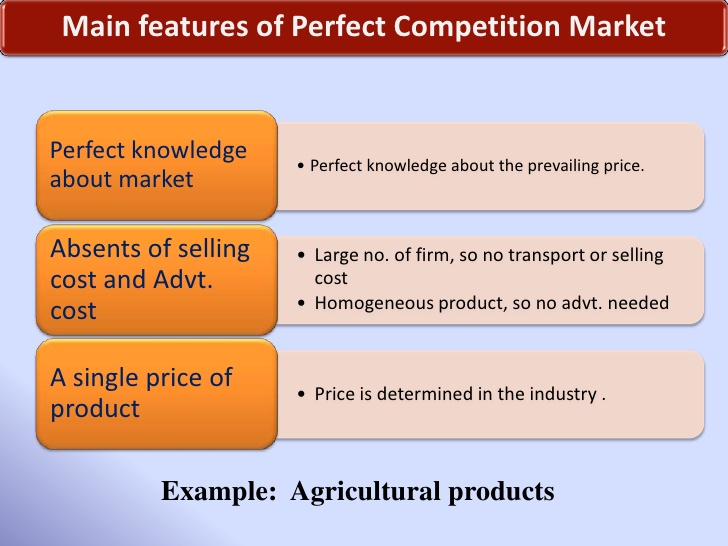 Main features of Perfect Competition Market
Perfect knowledge
about market
• Perfect knowledge about the prevailing price.
Absents of selling
cost and Advt.
cost
• Large no. of firm, so no transport or selling
cost
• Homogeneous product, so no advt. needed
A single price of
product
• Price is determined in the industry .
Example: Agricultural products